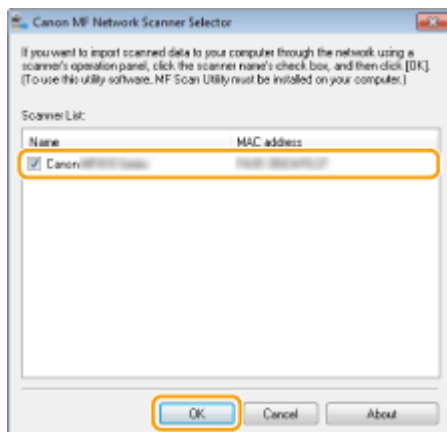 Canon MF Network Scanner Selector
If you want to import scanned data to your computer through the network using a
scanner's operation panel, click the scanner name's check box, and then click [OK].
(To use this utility software, MF Scan Utility must be installed on your computer.)
Scanner List:
Name MAC address
Canon
OK Cancel About